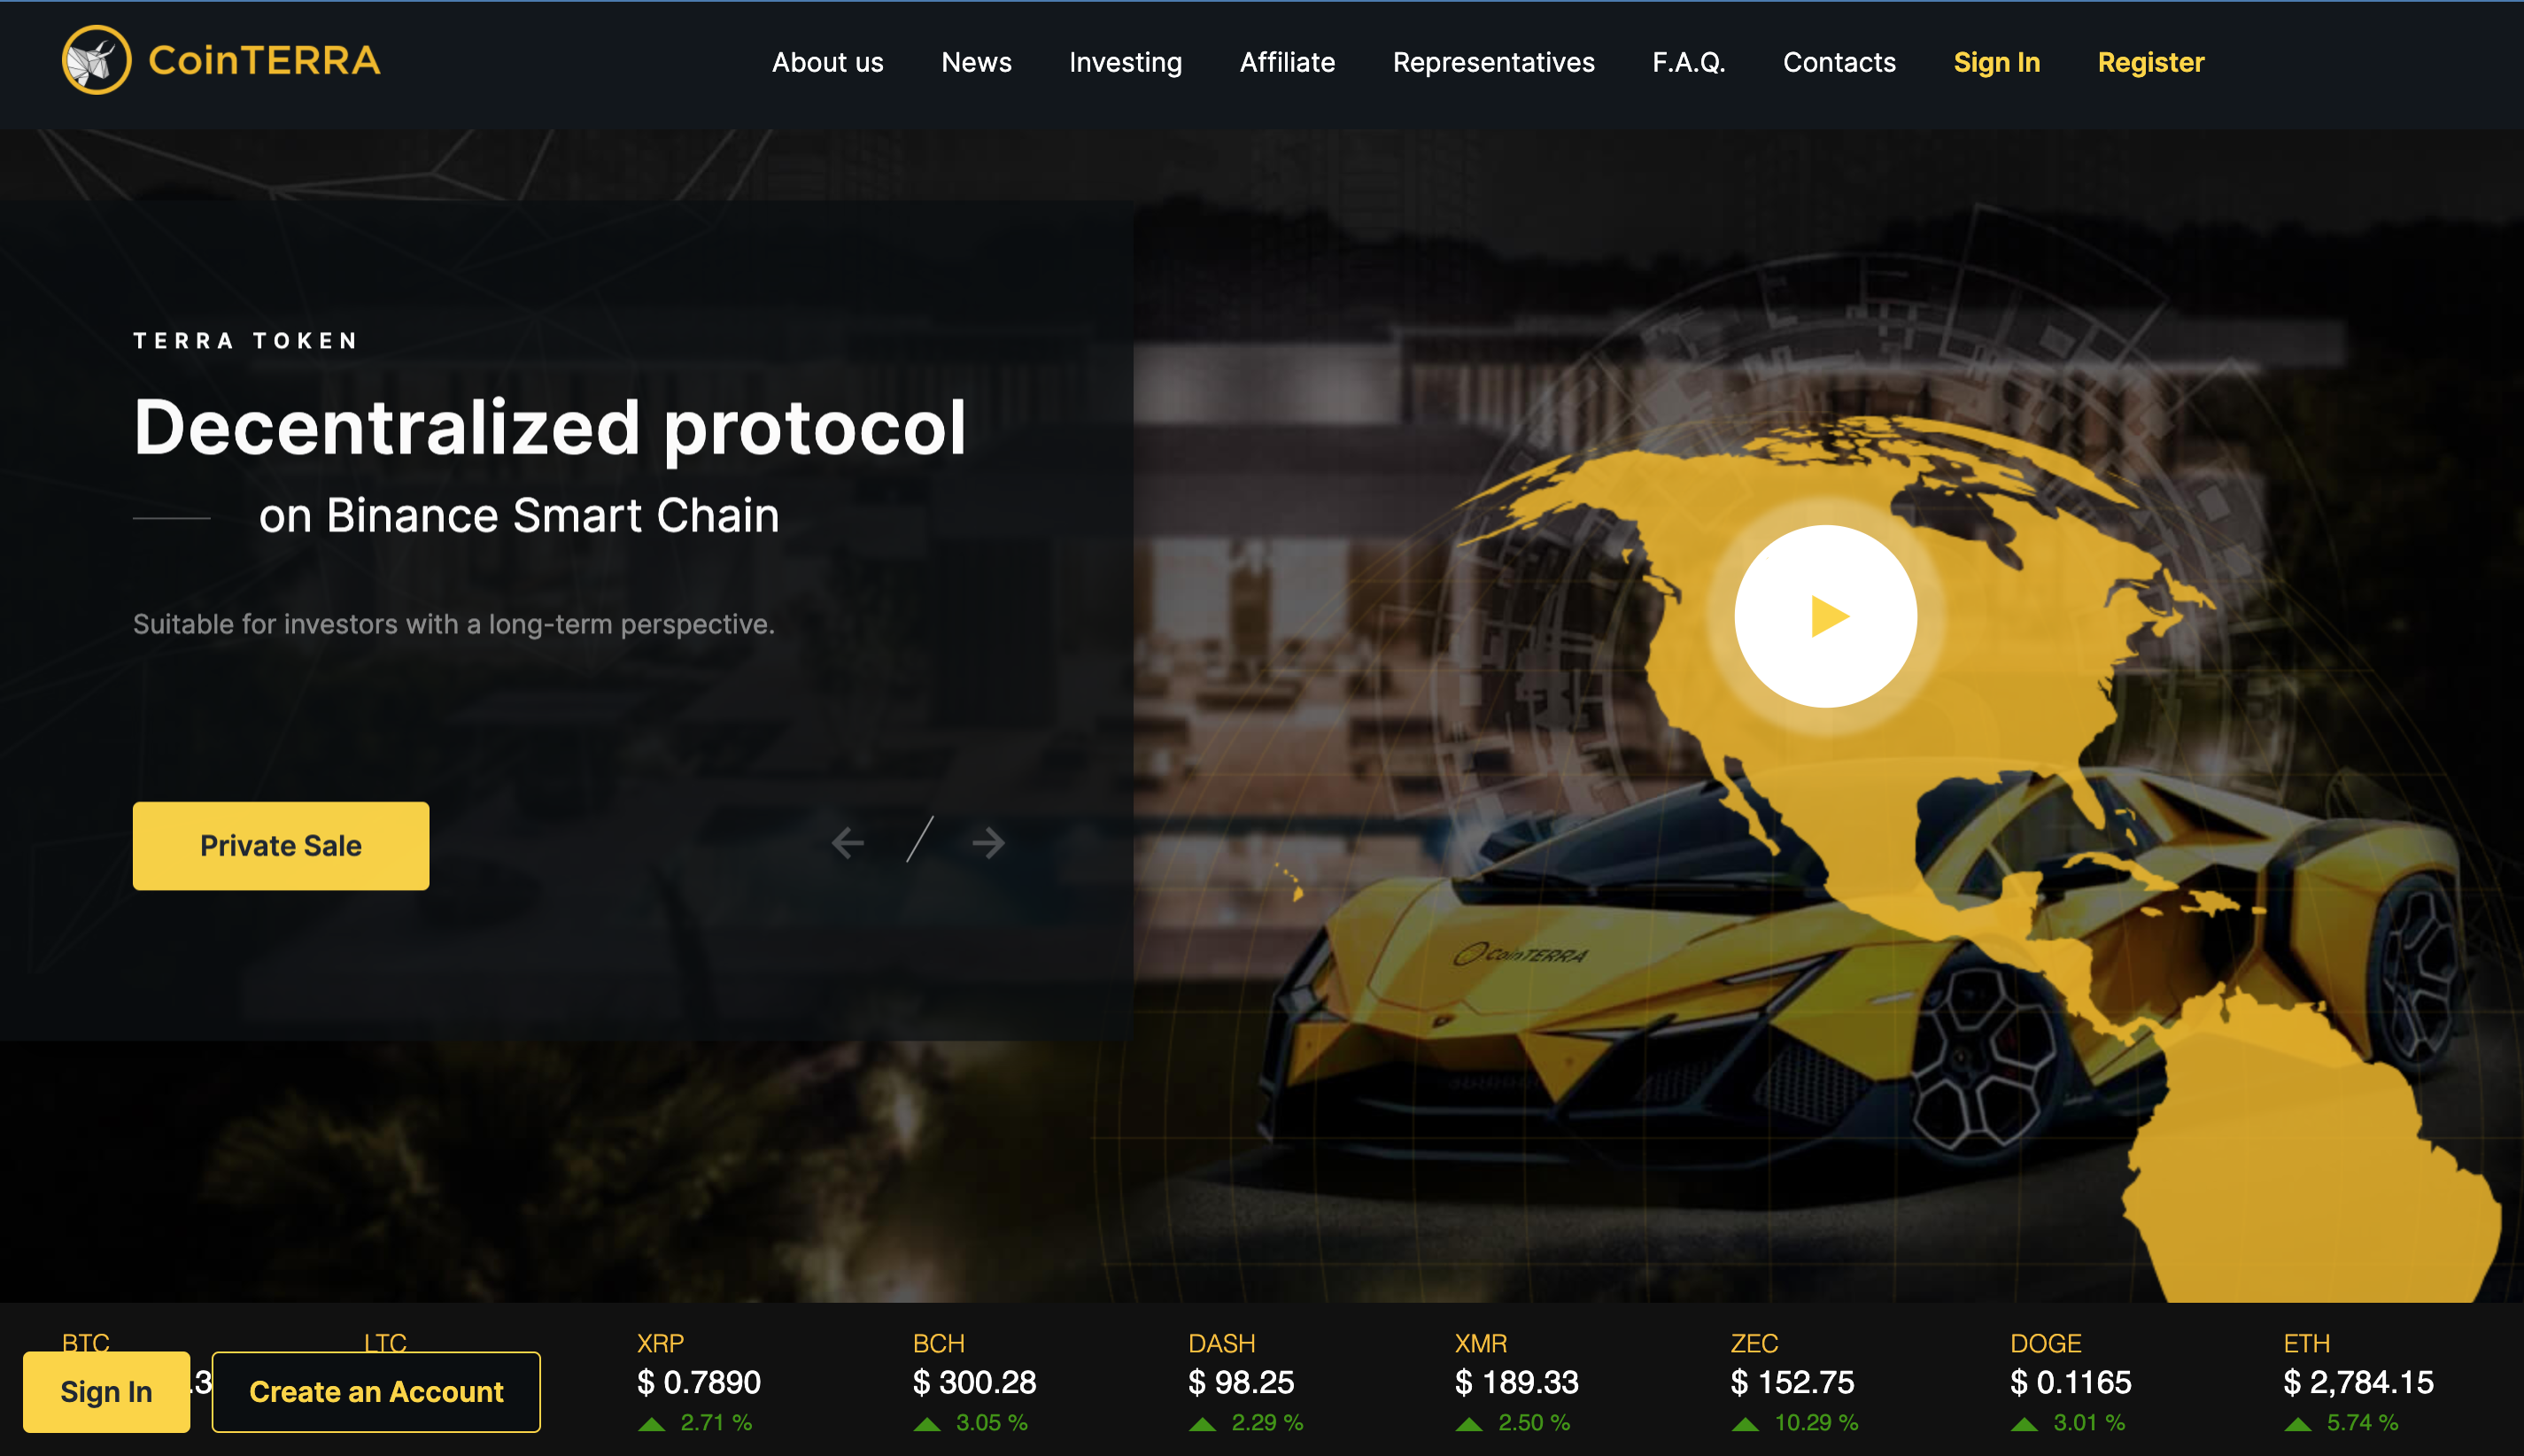 CoinTERRA
About us News Investing Affiliate Representatives F.A.Q. Contacts Sign In Register
TERRA TOKEN
Decentralized protocol
on Binance Smart Chain
Suitable for investors with a long-term perspective.
Private Sale
CoinTERRA
BTC LTC XRP BCH DASH XMR ZEC DOGE ETH
Sign In .3 Create an Account $ 0.7890 $ 300.28 $ 98.25 $ 189.33 $ 152.75 $ 0.1165 $ 2,784.15
2.71 % 3.05 % 2.29 % 2.50 % 10.29 % 3.01 % 5.74 %